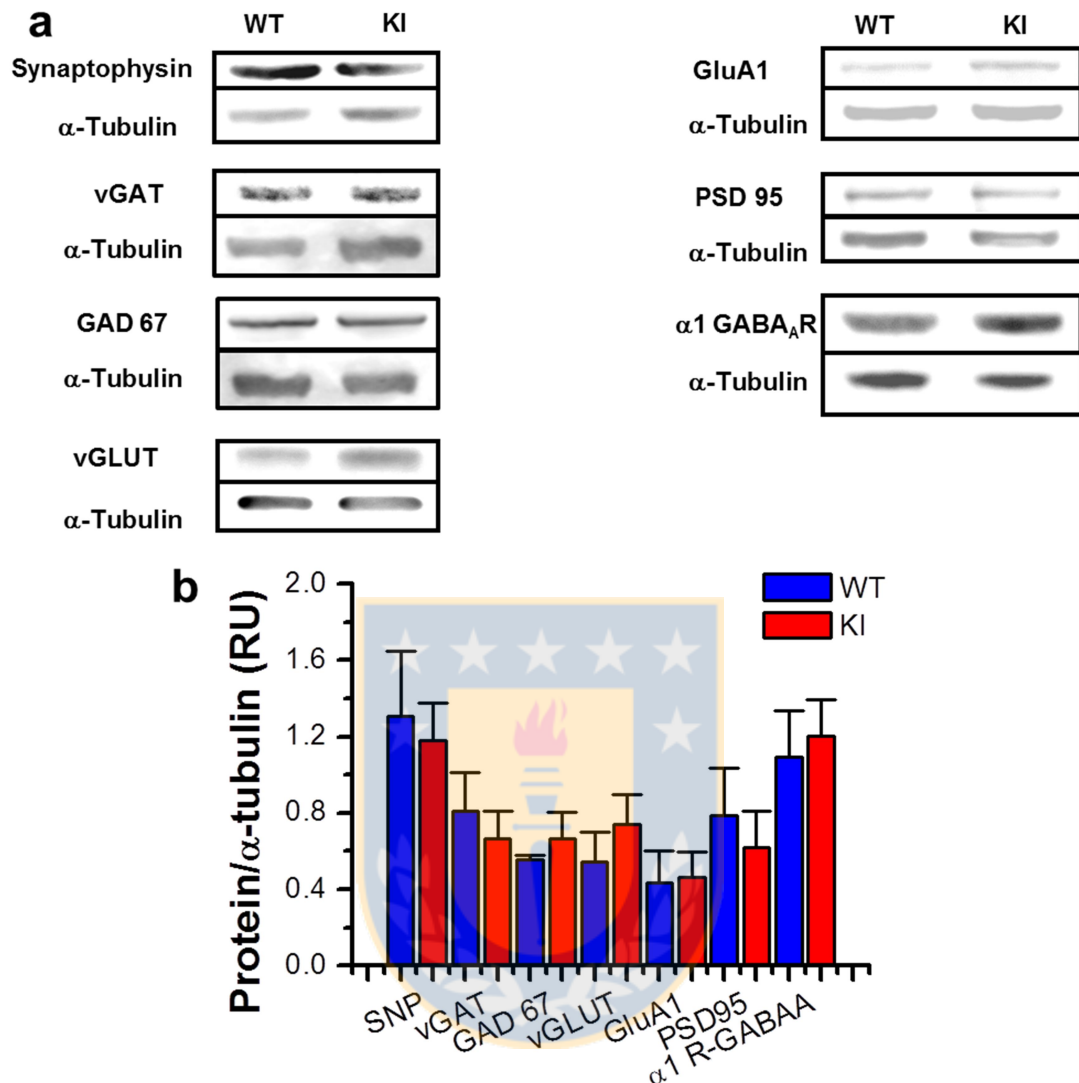 a
WT KI
Synaptophysin
α-Tubulin
vGAT
α-Tubulin
GAD 67
α-Tubulin
vGLUT
α-Tubulin
WT KI
GluA1
α-Tubulin
PSD 95
α-Tubulin
α1 GABAAR
α-Tubulin
b
Protein/α-tubulin (RU)
2.0
1.6
1.2
0.8
0.4
0.0
WT
KI
SNP
vGAT
GAD 67
vGLUT
GluA1
PSD95
α1 R-GABAA